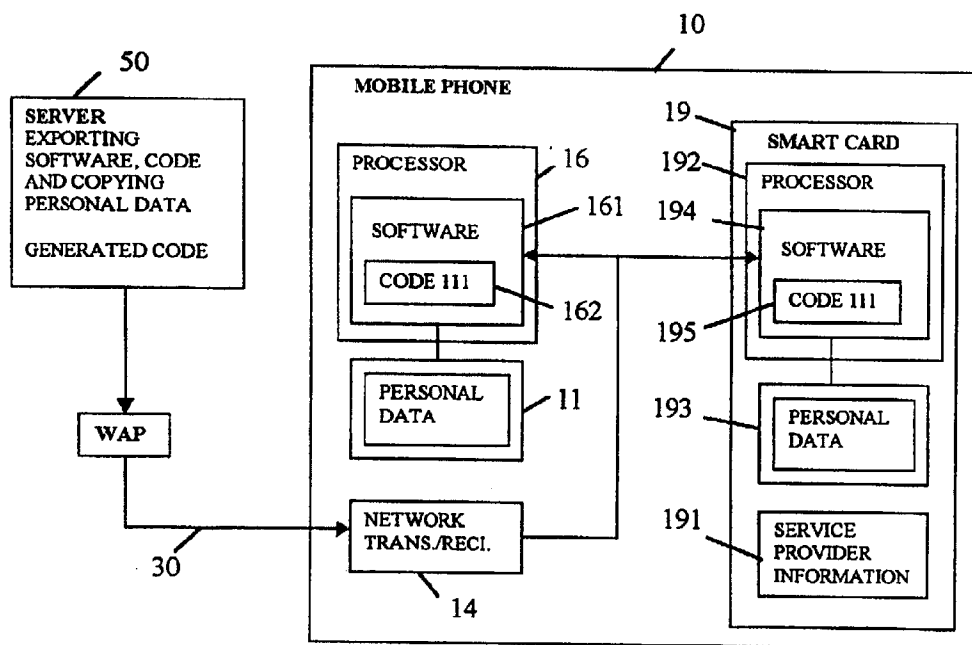 10
50
MOBILE PHONE
SERVER
EXPORTING
SOFTWARE, CODE
AND COPYING
PERSONAL DATA
GENERATED CODE
19
SMART CARD
PROCESSOR
16
192
PROCESSOR
161
194
SOFTWARE
SOFTWARE
CODE 111
162
CODE 111
195
PERSONAL
DATA
11
193
PERSONAL
DATA
WAP
191
NETWORK
TRANS./RECI.
SERVICE
PROVIDER
INFORMATION
30
14